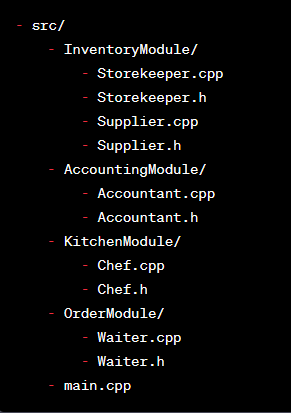 - src/
- InventoryModule/
- Storekeeper.cpp
- Storekeeper.h
- Supplier.cpp
- Supplier.h
- AccountingModule/
- Accountant.cpp
- Accountant.h
- KitchenModule/
- Chef.cpp
- Chef.h
- OrderModule/
- Waiter.cpp
- Waiter.h
- main.cpp